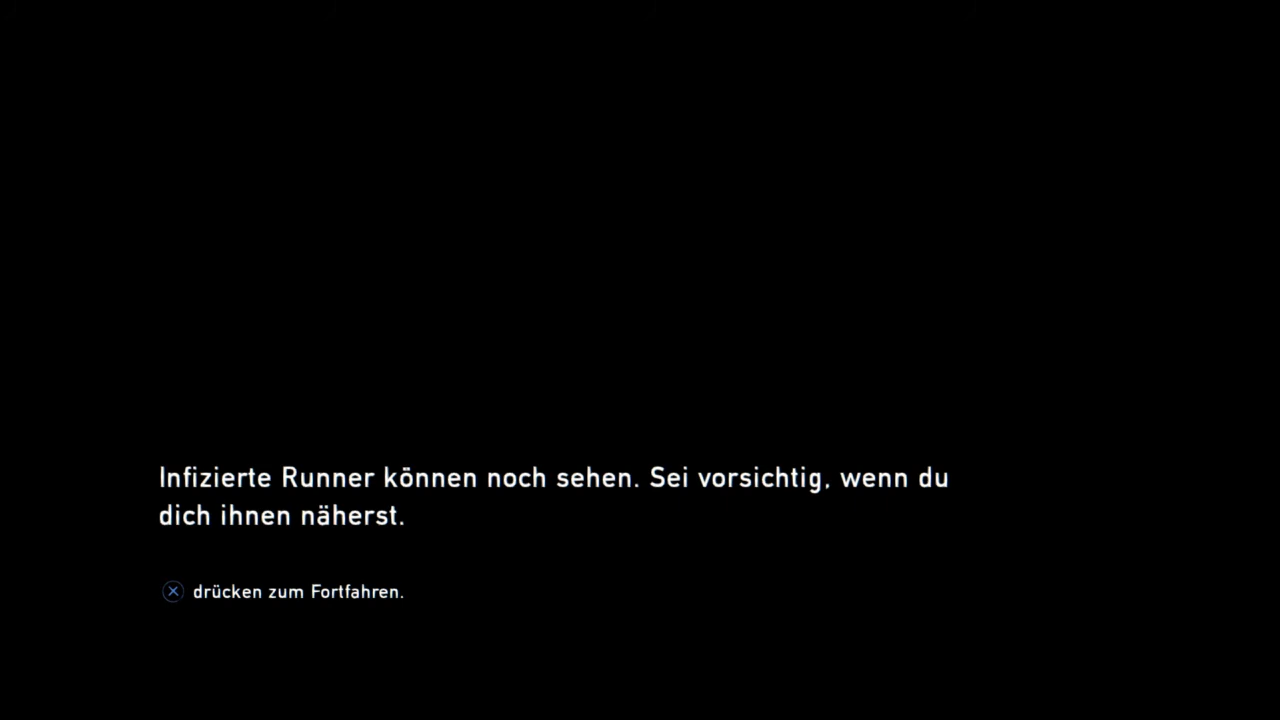 Infizierte Runner können noch sehen. Sei vorsichtig, wenn du
dich ihnen näherst.
drücken zum Fortfahren.